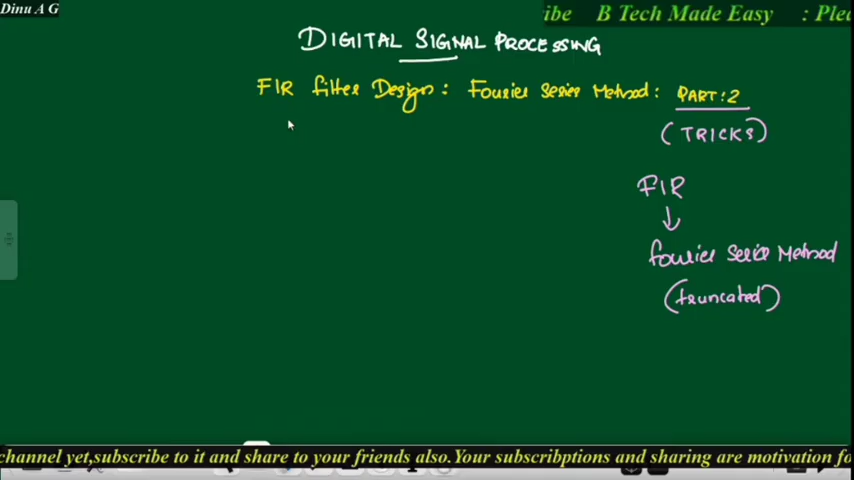 Dinu A G
ibe B Tech Made Easy : Plea
DIGITAL SIGNAL PROCESSING
FIR filter Design: Fourier Series Method: PART:2
(TRICKS)
FIR
Fourier Series Method
(truncated)
channel yet,subscribe to it and share to your friends also.Your subscribptions and sharing are motivation fo